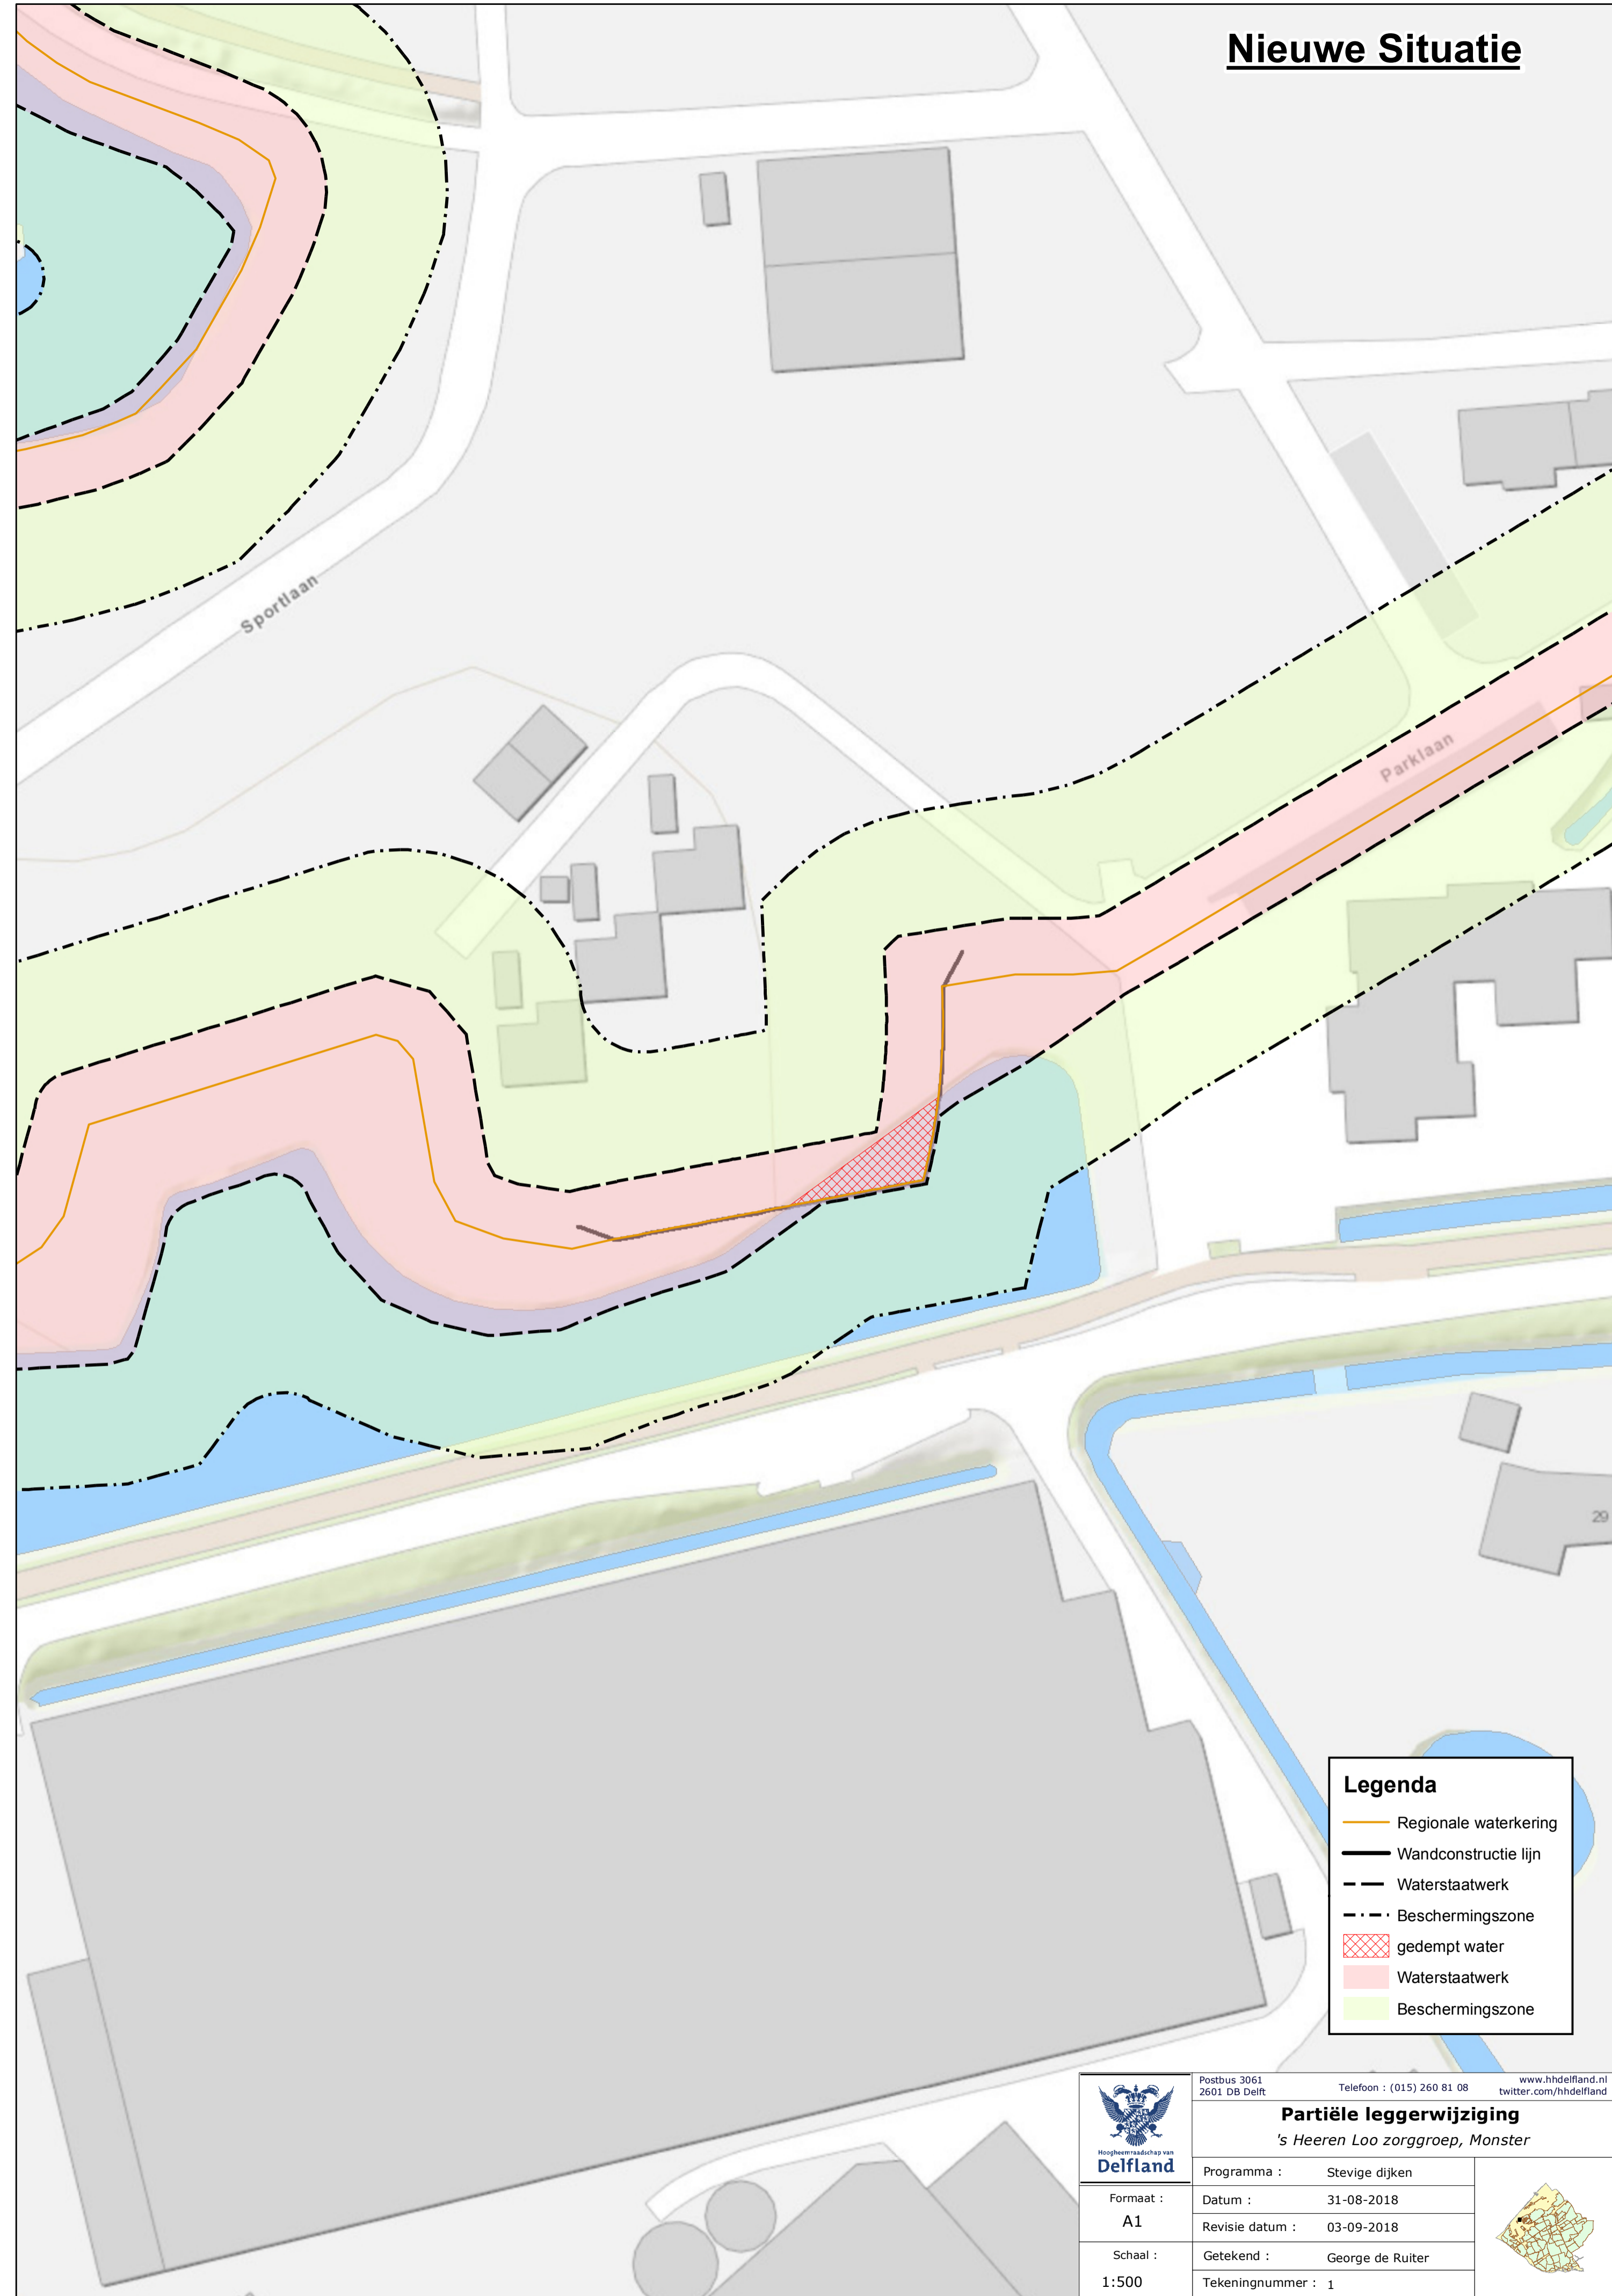 Nieuwe Situatie
Sportlaan
Parklaan
29
Legenda
Regionale waterkering
Wandconstructie lijn
Waterstaatwerk
Beschermingszone
gedempt water
Waterstaatwerk
Beschermingszone
Hoogheemraadschap van
Delfland
Postbus 3061
2601 DB Delft
Telefoon : (015) 260 81 08
www.hhdelfland.nl
twitter.com/hhdelfland
Partiële leggerwijziging
's Heeren Loo zorggroep, Monster
Programma : Stevige dijken
Formaat :
A1
Datum : 31-08-2018
Revisie datum : 03-09-2018
Schaal :
1:500
Getekend : George de Ruiter
Tekeningnummer : 1